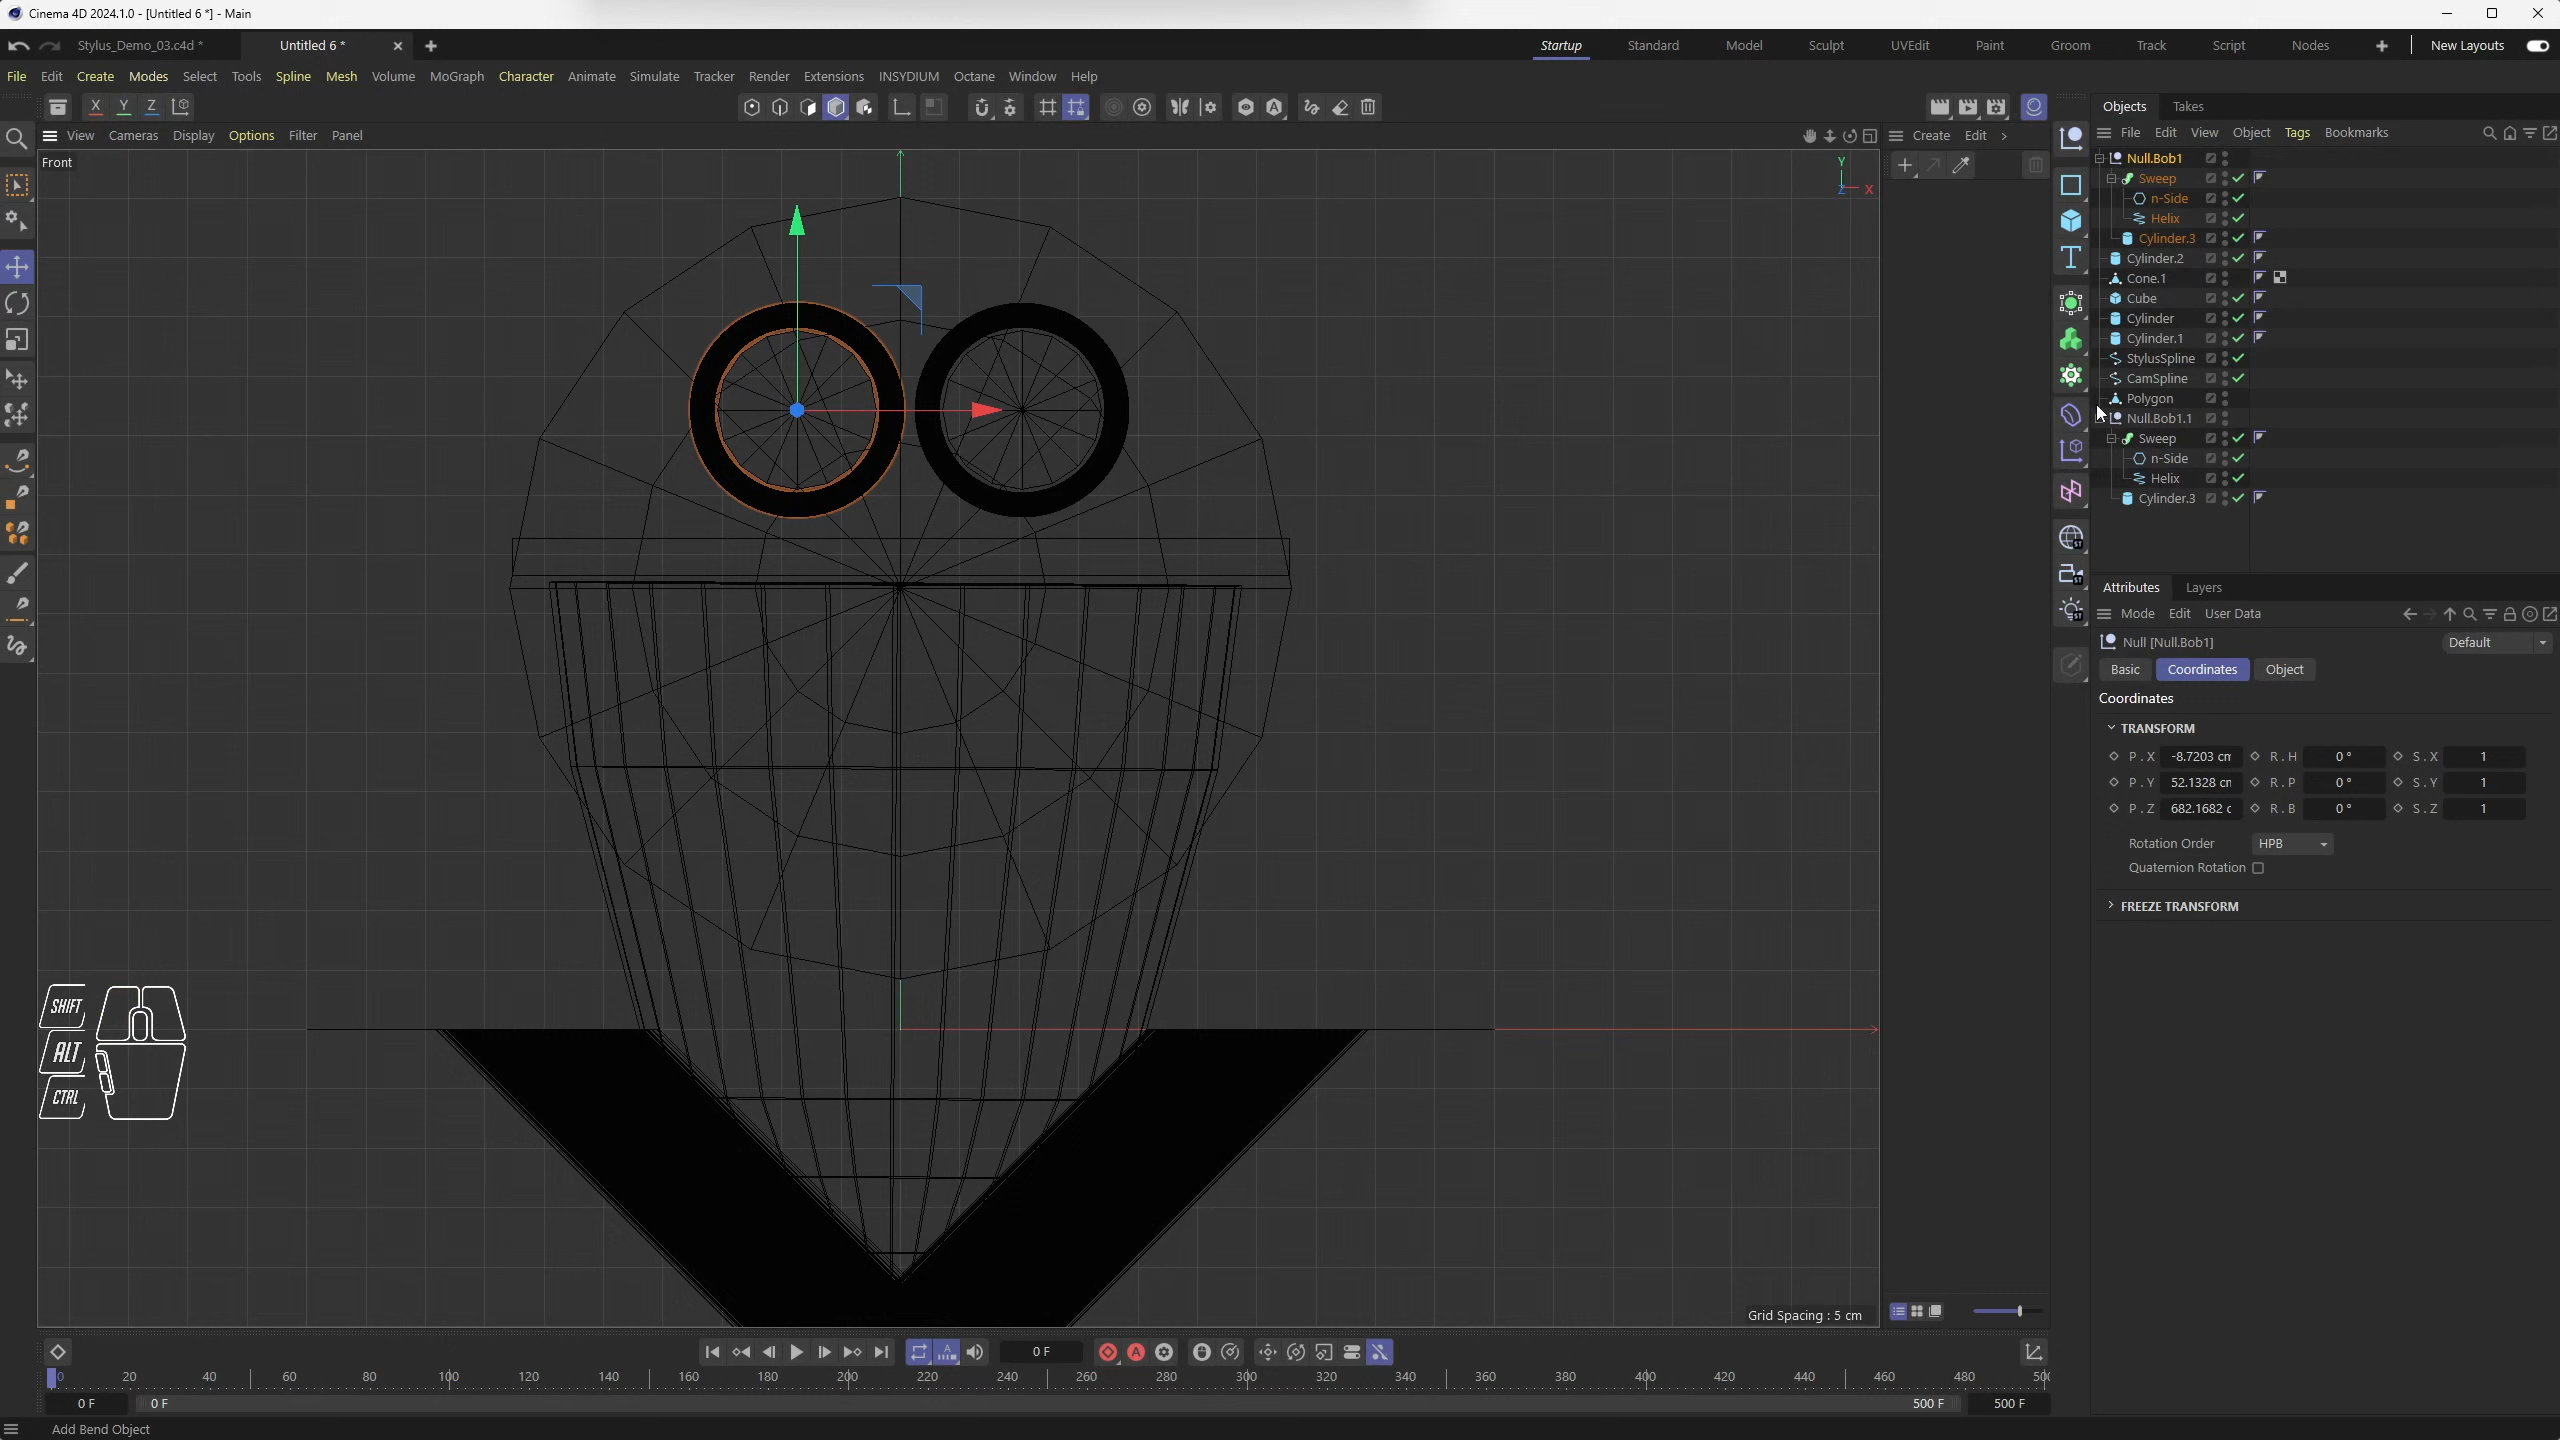 Cinema 4D 2024.1.0 - [Untitled 6 *] - Main
Stylus_Demo_03.c4d *
Untitled 6 *
Startup
Standard
Model
Sculpt
UVEdit
Paint
Groom
Track
Script
Nodes
New Layouts
File Edit Create Modes Select Tools Spline Mesh Volume MoGraph Character Animate Simulate Tracker Render Extensions INSYDIUM Octane Window Help
X Y Z
Objects
Takes
View Cameras Display Options Filter Panel
Create Edit
File Edit View Object Tags Bookmarks
Front
Y
Z X
Null.Bob1
Sweep
n-Side
Helix
Cylinder.3
Cylinder.2
Cone.1
Cube
Cylinder
Cylinder.1
StylusSpline
CamSpline
Polygon
Null.Bob1.1
Sweep
n-Side
Helix
Cylinder.3
ST
ST
ST
Attributes
Layers
Mode Edit User Data
Null [Null.Bob1]
Default
Basic
Coordinates
Object
Coordinates
TRANSFORM
P . X -8.7203 cm R . H 0 ° S . X 1
P . Y 52.1328 cm R . P 0 ° S . Y 1
P . Z 682.1682 c R . B 0 ° S . Z 1
Rotation Order HPB
Quaternion Rotation
FREEZE TRANSFORM
SHIFT
ALT
CTRL
Grid Spacing : 5 cm
0 F
0 20 40 60 80 100 120 140 160 180 200 220 240 260 280 300 320 340 360 380 400 420 440 460 480 50
0 F
0 F
500 F
500 F
Add Bend Object